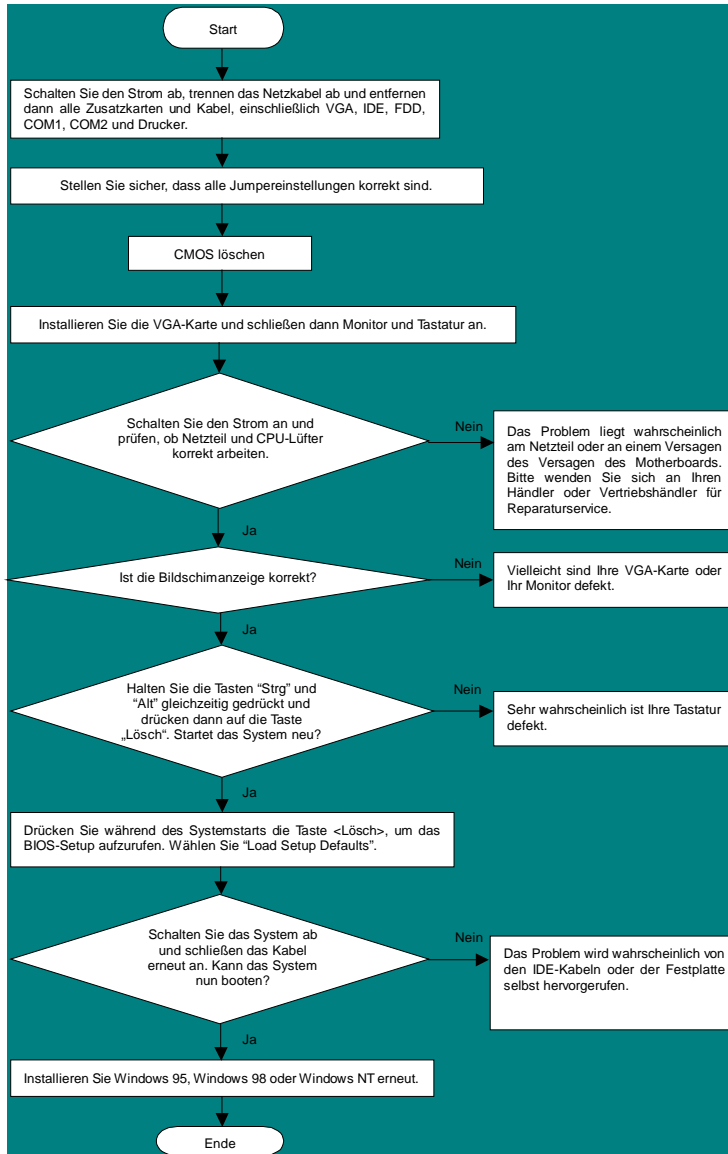 Start
Schalten Sie den Strom ab, trennen das Netzkabel ab und entfernen
dann alle Zusatzkarten und Kabel, einschließlich VGA, IDE, FDD,
COM1, COM2 und Drucker.
Stellen Sie sicher, dass alle Jumpereinstellungen korrekt sind.
CMOS löschen
Installieren Sie die VGA-Karte und schließen dann Monitor und Tastatur an.
Schalten Sie den Strom an und
prüfen, ob Netzteil und CPU-Lüfter
korrekt arbeiten.
Nein
Das Problem liegt wahrscheinlich
am Netzteil oder an einem Versagen
des Versagen des Motherboards.
Bitte wenden Sie sich an Ihren
Händler oder Vertriebshändler für
Reparaturservice.
Ja
Ist die Bildschimanzeige korrekt?
Nein
Vielleicht sind Ihre VGA-Karte oder
Ihr Monitor defekt.
Ja
Halten Sie die Tasten “Strg” und
“Alt” gleichzeitig gedrückt und
drücken dann auf die Taste
„Lösch“. Startet das System neu?
Nein
Sehr wahrscheinlich ist Ihre Tastatur
defekt.
Ja
Drücken Sie während des Systemstarts die Taste <Lösch>, um das
BIOS-Setup aufzurufen. Wählen Sie “Load Setup Defaults”.
Schalten Sie das System ab
und schließen das Kabel
erneut an. Kann das System
nun booten?
Nein
Das Problem wird wahrscheinlich von
den IDE-Kabeln oder der Festplatte
selbst hervorgerufen.
Ja
Installieren Sie Windows 95, Windows 98 oder Windows NT erneut.
Ende